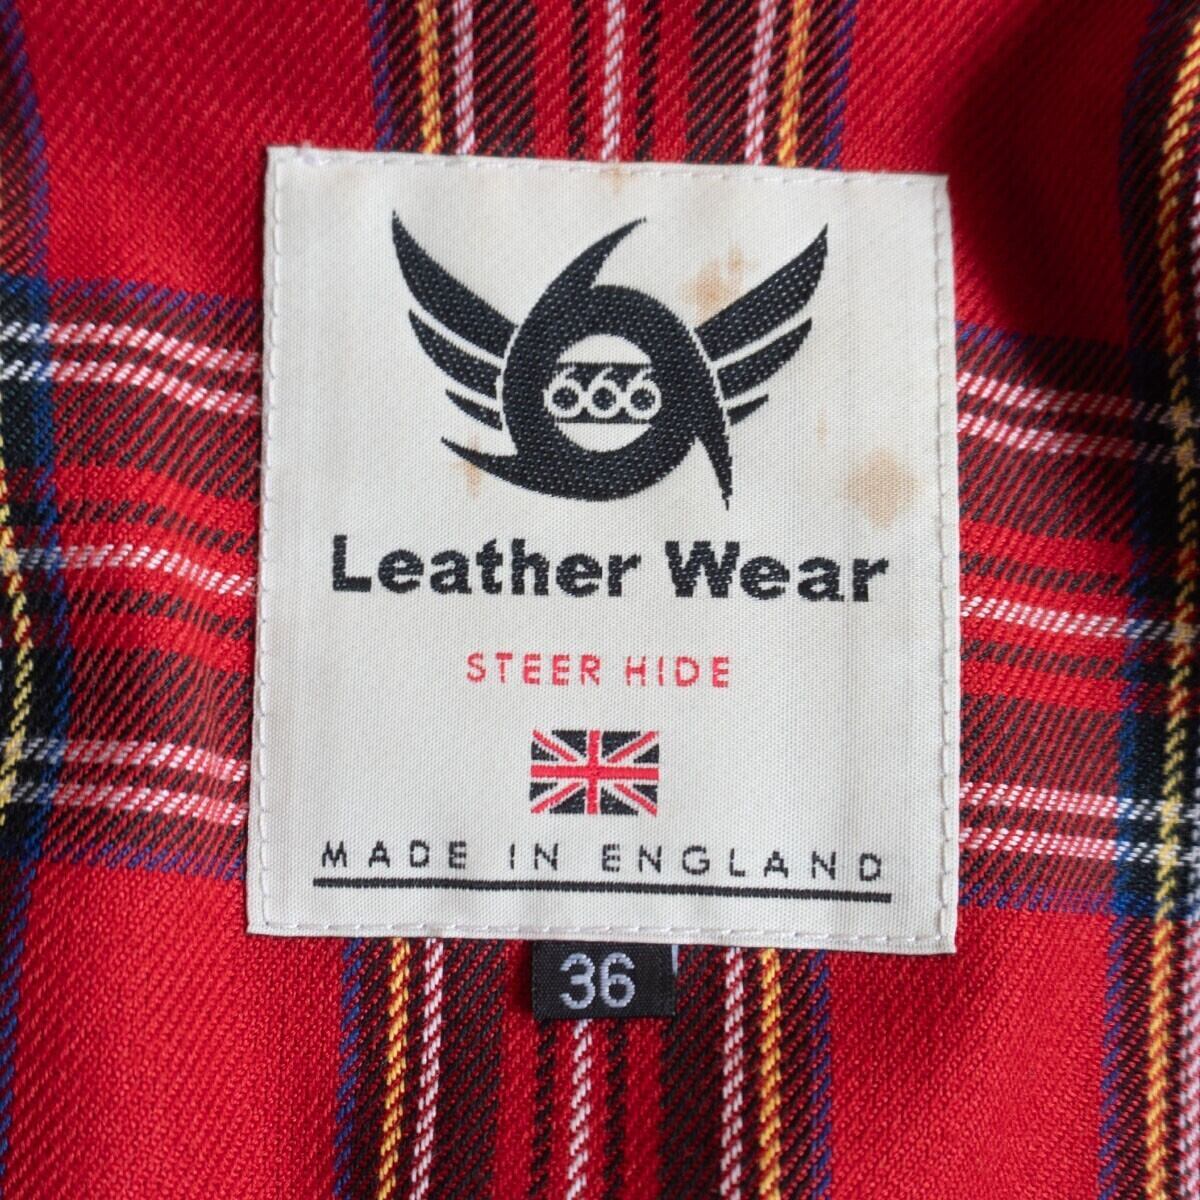 666
Leather Wear
STEER HIDE
MADE IN ENGLAND
36